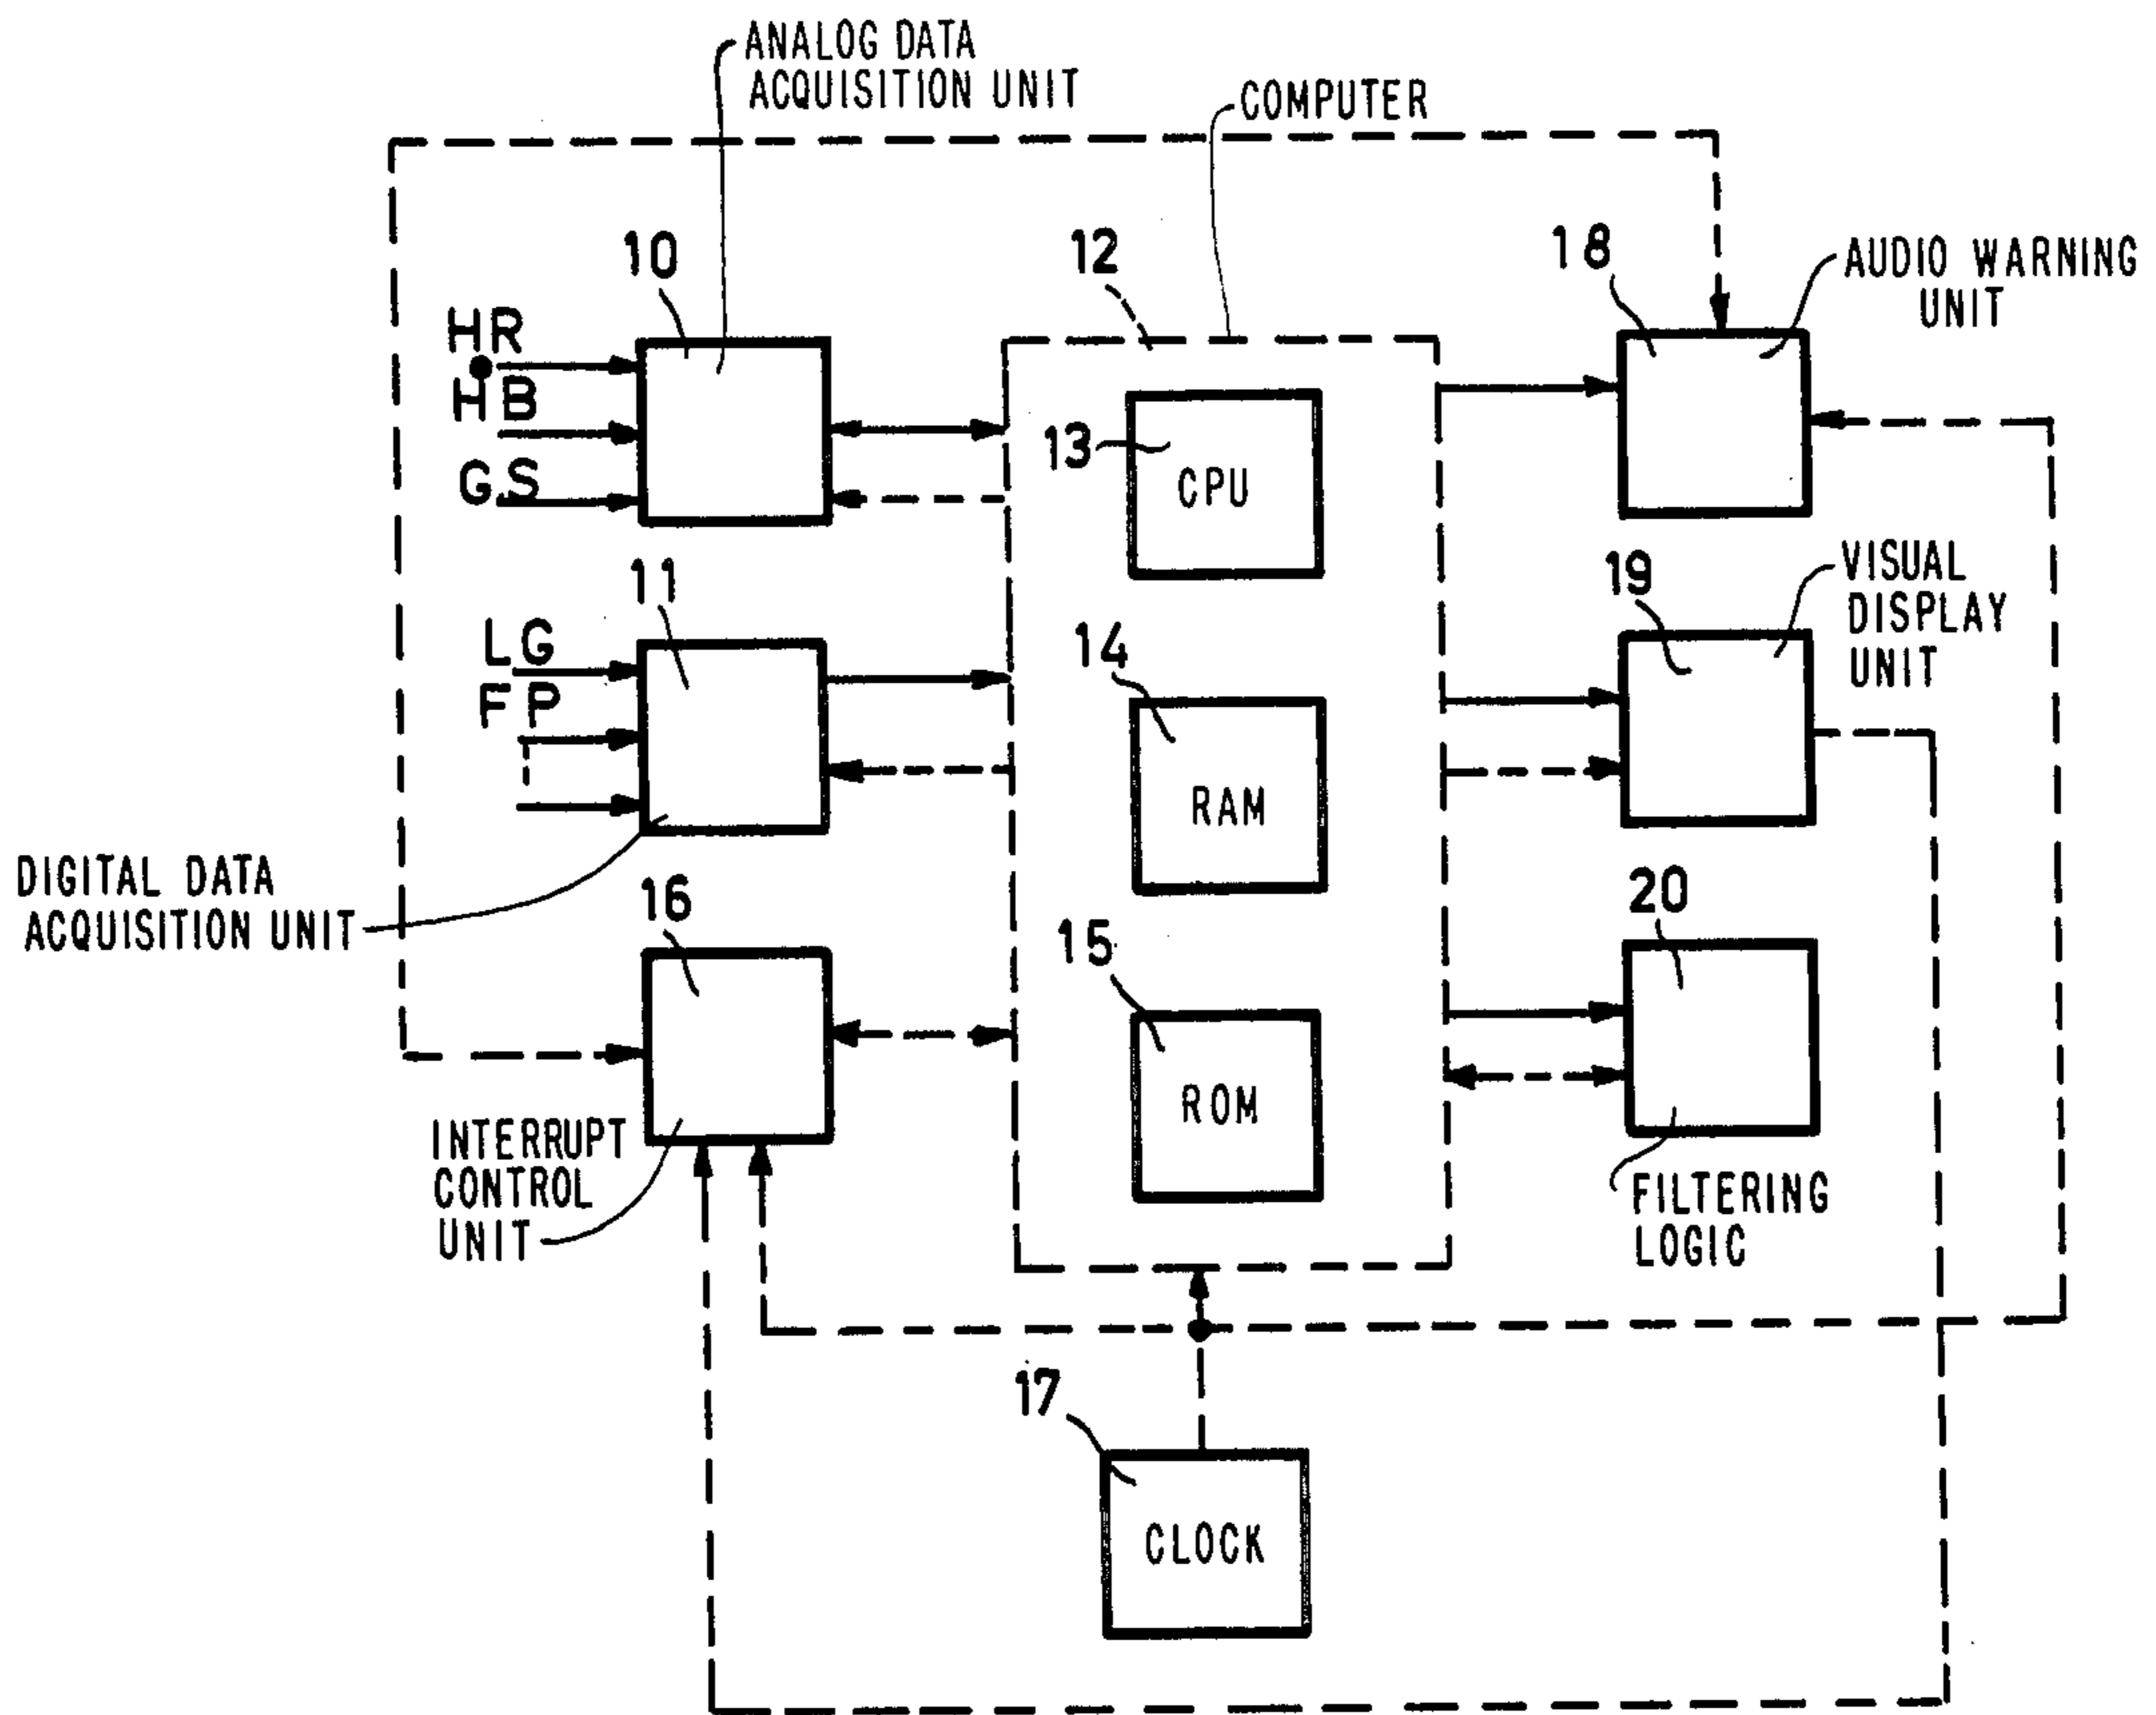 ANALOG DATA
ACQUISITION UNIT
COMPUTER
10
12
18
AUDIO WARNING
UNIT
HR
HB
GS
13
CPU
11
19
VISUAL
DISPLAY
UNIT
LG
FP
14
RAM
DIGITAL DATA
ACQUISITION UNIT
16
15
20
ROM
INTERRUPT
CONTROL
UNIT
FILTERING
LOGIC
17
CLOCK